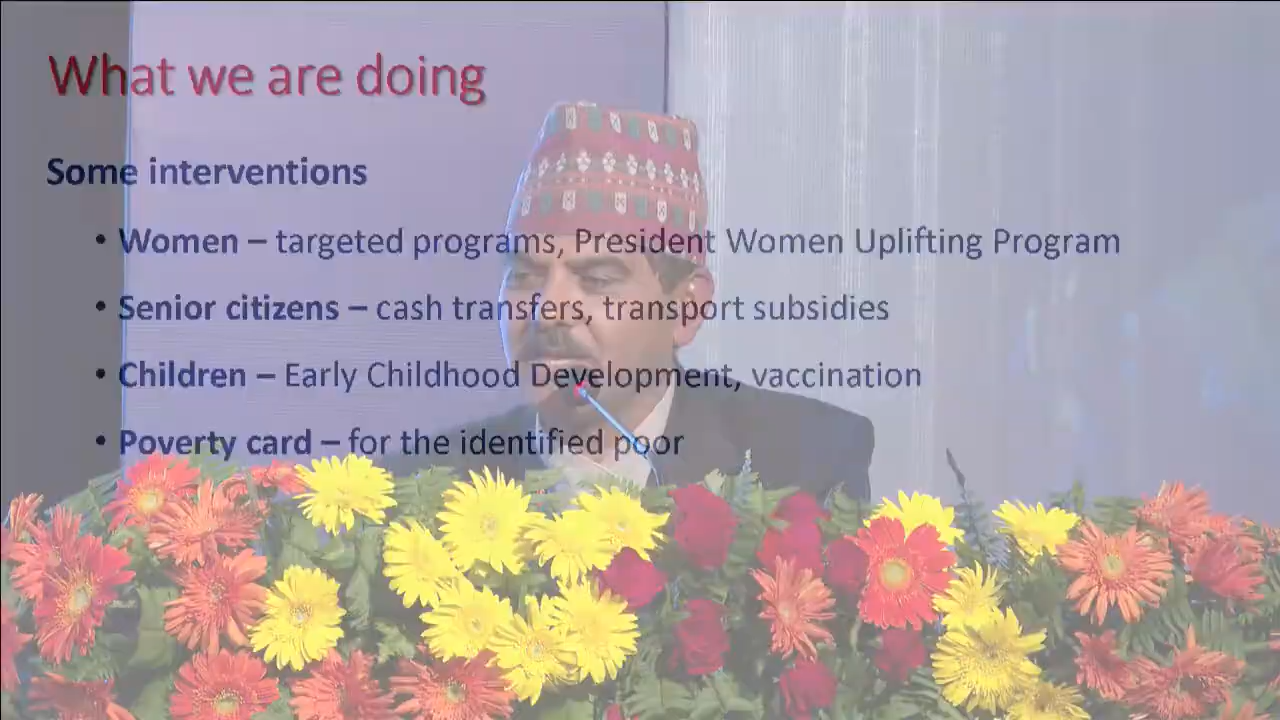 What we are doing
Some interventions
• Women – targeted programs, President Women Uplifting Program
• Senior citizens – cash transfers, transport subsidies
• Children – Early Childhood Development, vaccination
• Poverty card – for the identified poor